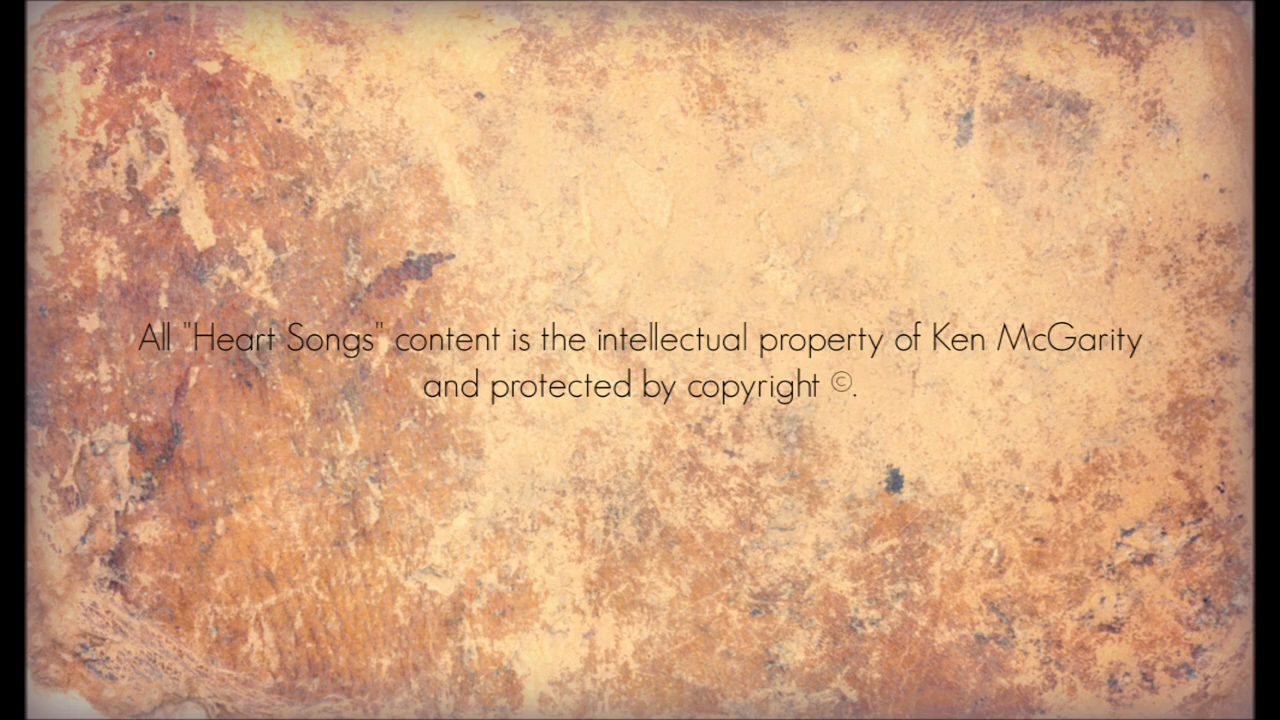 All "Heart Songs" content is the intellectual property of Ken McGarity
and protected by copyright ©.